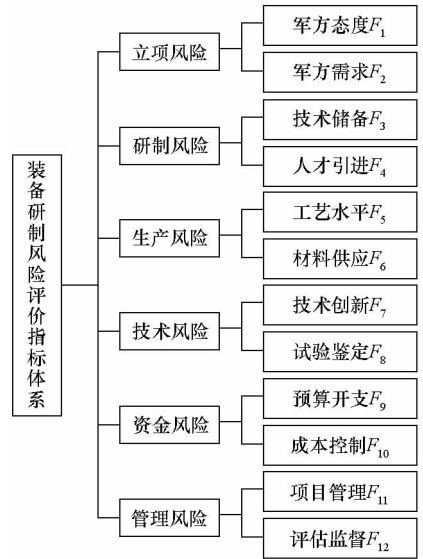 装备研制风险评价指标体系
立项风险
军方态度F1
军方需求F2
研制风险
技术储备F3
人才引进F4
生产风险
工艺水平F5
材料供应F6
技术风险
技术创新F7
试验鉴定F8
资金风险
预算开支F9
成本控制F10
管理风险
项目管理F11
评估监督F12